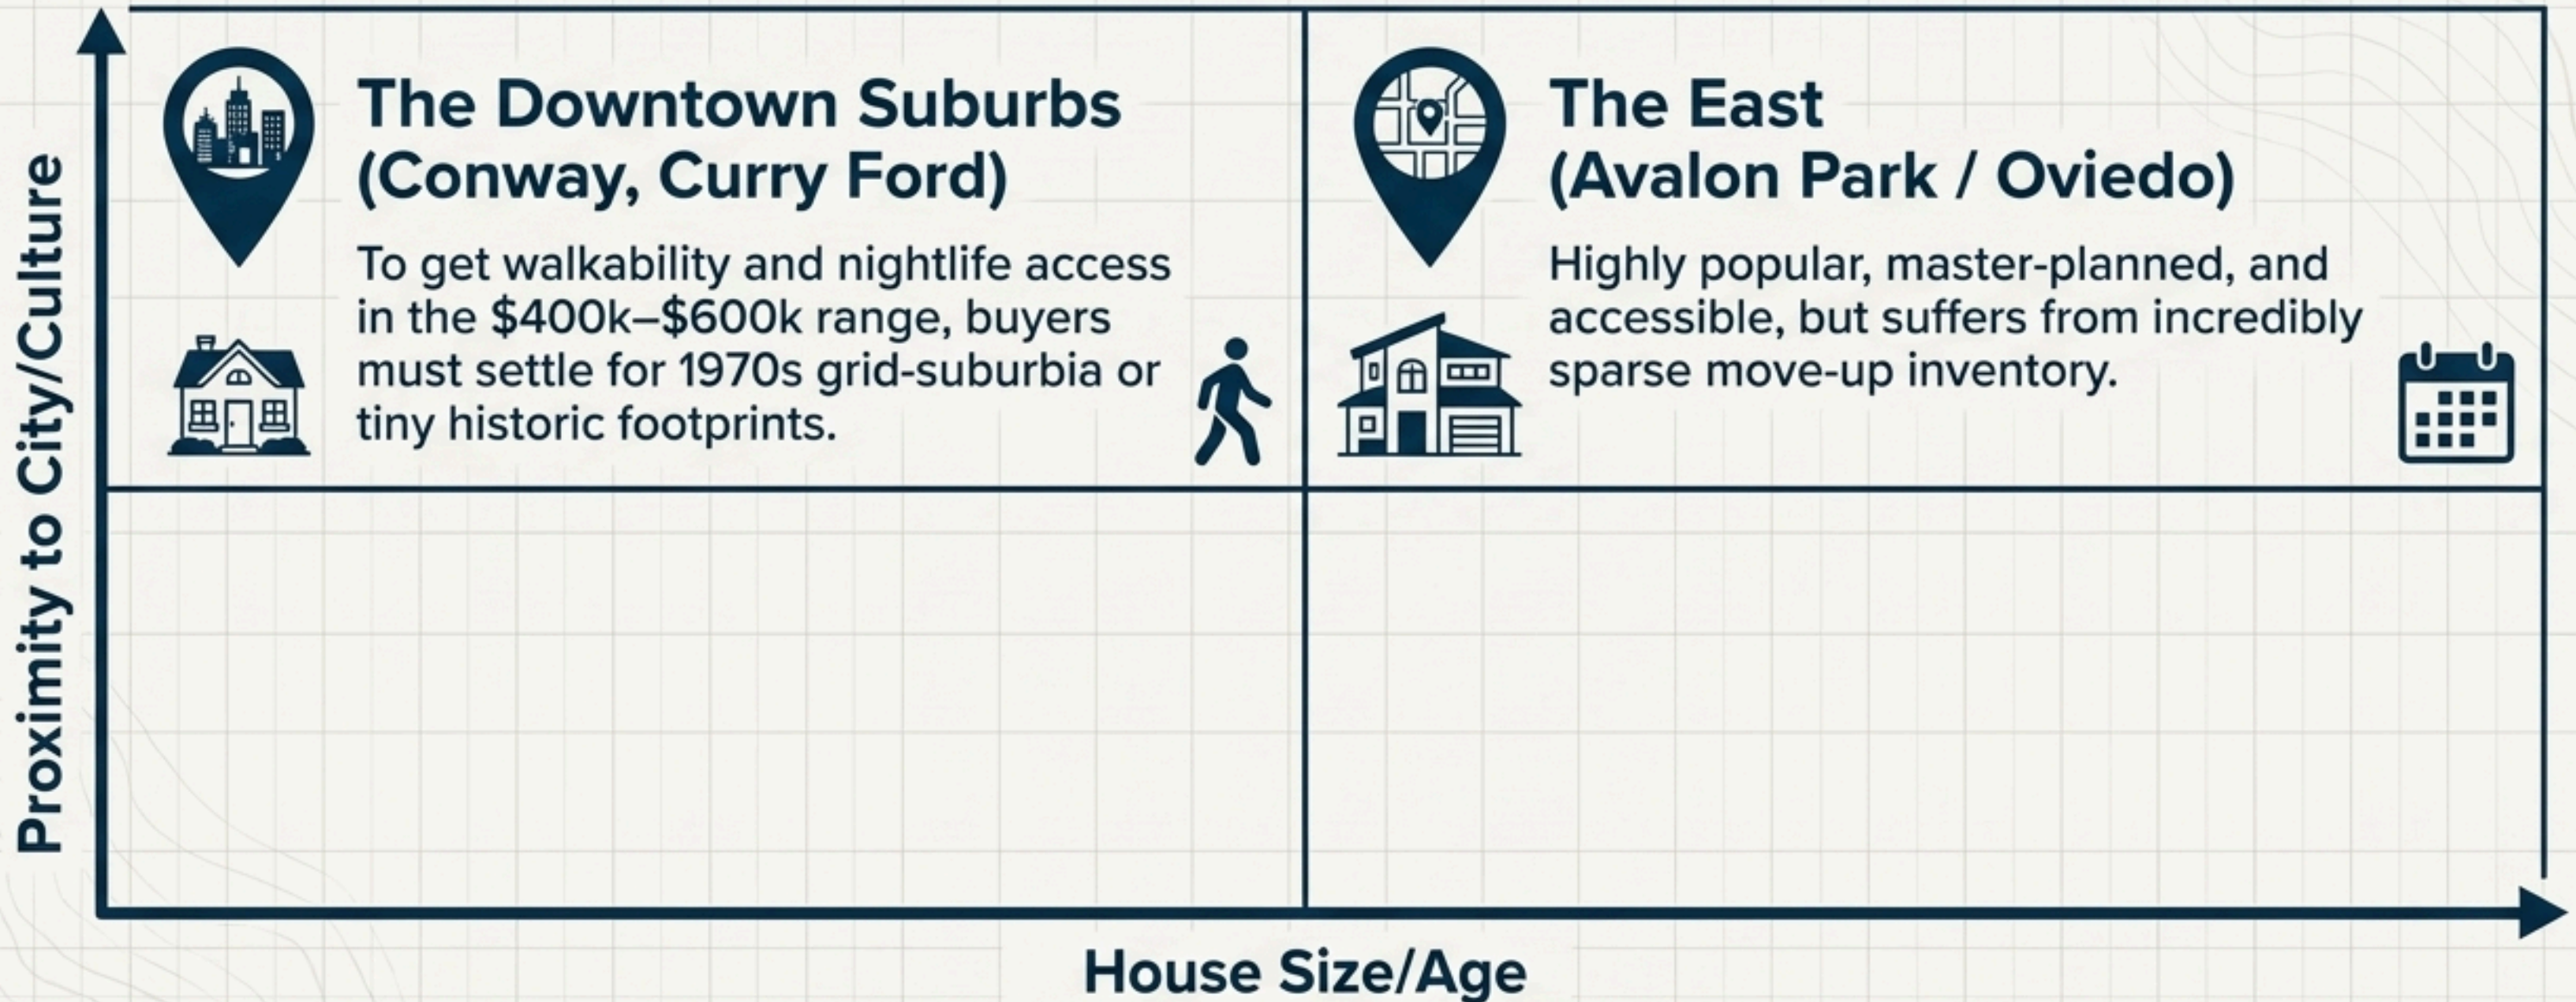 Proximity to City/Culture
The Downtown Suburbs
(Conway, Curry Ford)
To get walkability and nightlife access
in the $400k–$600k range, buyers
must settle for 1970s grid-suburbia or
tiny historic footprints.
The East
(Avalon Park / Oviedo)
Highly popular, master-planned, and
accessible, but suffers from incredibly
sparse move-up inventory.
House Size/Age